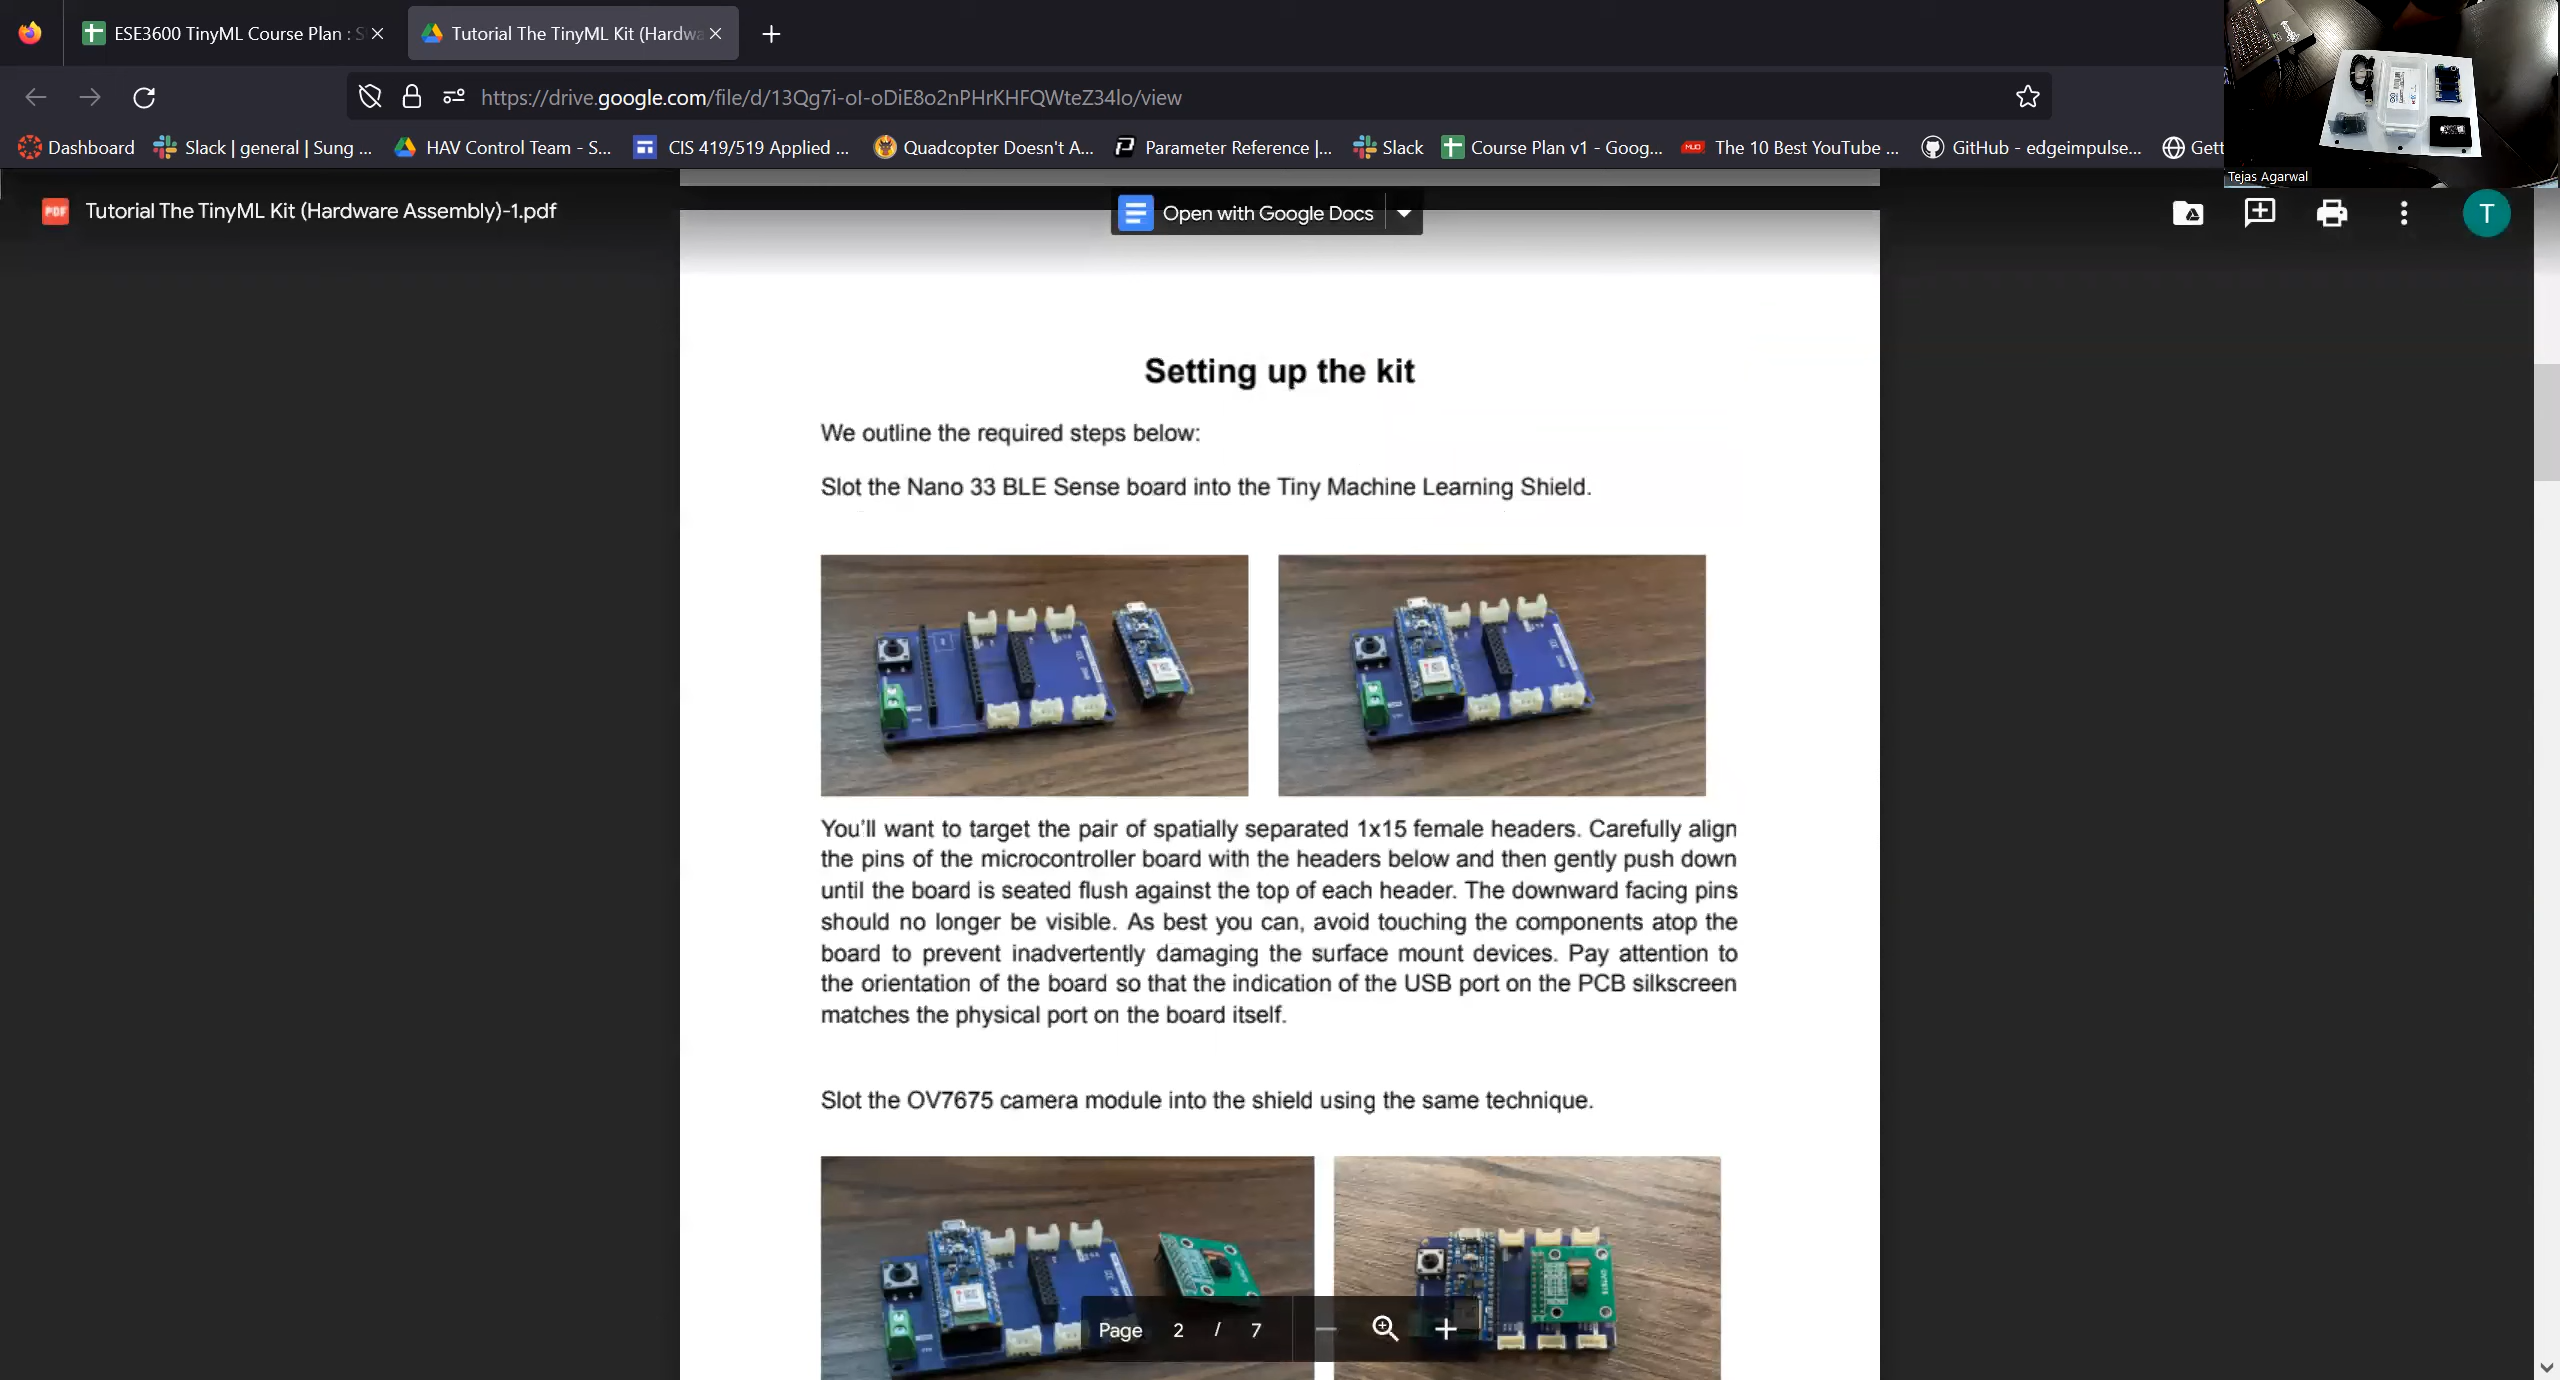 ESE3600 TinyML Course Plan : S
Tutorial The TinyML Kit (Hardwa
https://drive.google.com/file/d/13Qg7i-oI-oDiE8o2nPHrKHFQWteZ34lo/view
Dashboard
Slack | general | Sung ...
HAV Control Team - S...
CIS 419/519 Applied ...
Quadcopter Doesn't A...
Parameter Reference |...
Slack
Course Plan v1 - Goog...
The 10 Best YouTube ...
GitHub - edgeimpulse...
Gett
Tejas Agarwal
PDF
Tutorial The TinyML Kit (Hardware Assembly)-1.pdf
Open with Google Docs
T
Setting up the kit
We outline the required steps below:
Slot the Nano 33 BLE Sense board into the Tiny Machine Learning Shield.
You'll want to target the pair of spatially separated 1x15 female headers. Carefully align
the pins of the microcontroller board with the headers below and then gently push down
until the board is seated flush against the top of each header. The downward facing pins
should no longer be visible. As best you can, avoid touching the components atop the
board to prevent inadvertently damaging the surface mount devices. Pay attention to
the orientation of the board so that the indication of the USB port on the PCB silkscreen
matches the physical port on the board itself.
Slot the OV7675 camera module into the shield using the same technique.
Page 2 / 7